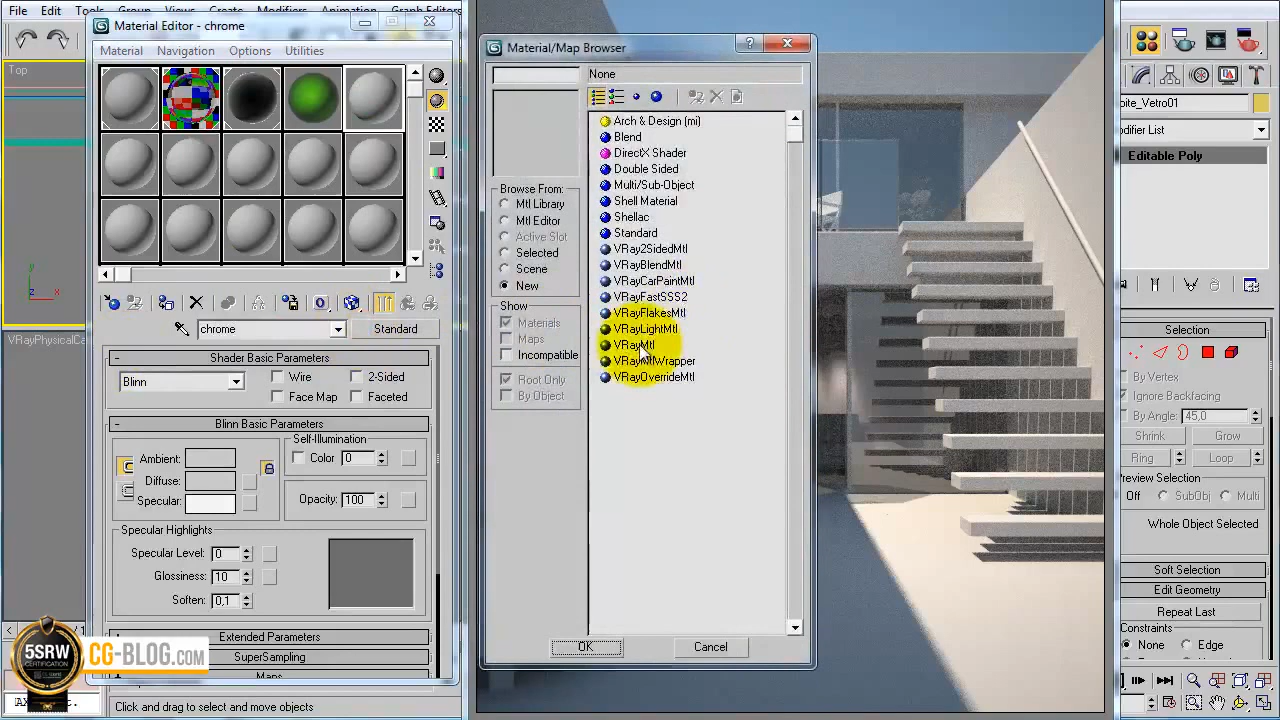 File Edit Tools Group Views Create Modifiers Animation Graph Editors
Material Editor - chrome
Material Navigation Options Utilities
Top
VRayPhysicalCa
chrome
Standard
- Shader Basic Parameters
Blinn
Wire
2-Sided
Face Map
Faceted
- Blinn Basic Parameters
Self-Illumination
Color 0
Ambient:
Diffuse:
Specular:
Opacity: 100
Specular Highlights
Specular Level: 0
Glossiness: 10
Soften: 0,1
Extended Parameters
SuperSampling
Maps
Click and drag to select and move objects
y
z
x
5SRW
CERTIFICATION
CG-BLOG.COM
Material/Map Browser
?
None
Browse From:
Mtl Library
Mtl Editor
Active Slot
Selected
Scene
New
Show
Materials
Maps
Incompatible
Root Only
By Object
Arch & Design (mi)
Blend
DirectX Shader
Double Sided
Multi/Sub-Object
Shell Material
Shellac
Standard
VRay2SidedMtl
VRayBlendMtl
VRayCarPaintMtl
VRayFastSSS2
VRayFlakesMtl
VRayLightMtl
VRayMtl
VRayMtlWrapper
VRayOverrideMtl
OK
Cancel
oite_Vetro01
odifier List
Editable Poly
- Selection
By Vertex
Ignore Backfacing
By Angle: 45,0
Shrink
Grow
Ring
Loop
Preview Selection
Off
SubObj
Multi
Whole Object Selected
Soft Selection
Edit Geometry
Repeat Last
Constraints
None
Edge